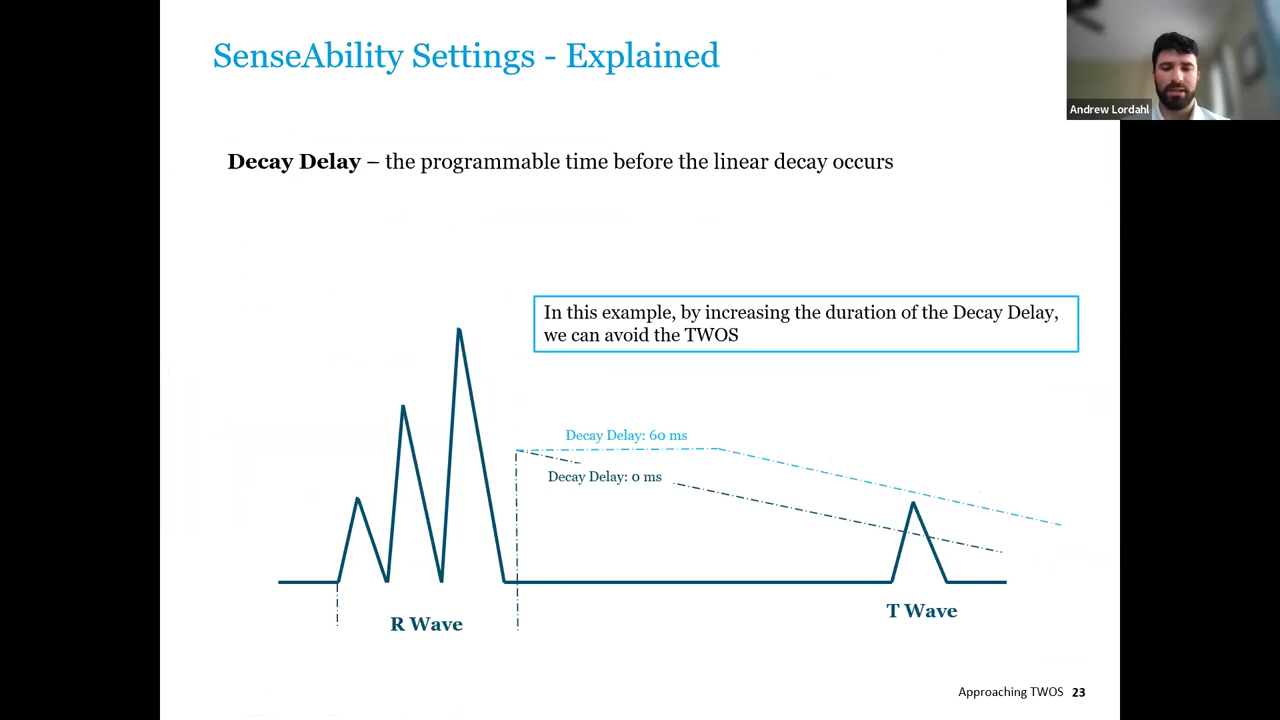 SenseAbility Settings - Explained
Andrew Lordahl
Decay Delay – the programmable time before the linear decay occurs
In this example, by increasing the duration of the Decay Delay,
we can avoid the TWOS
Decay Delay: 60 ms
Decay Delay: 0 ms
R Wave
T Wave
Approaching TWOS 23